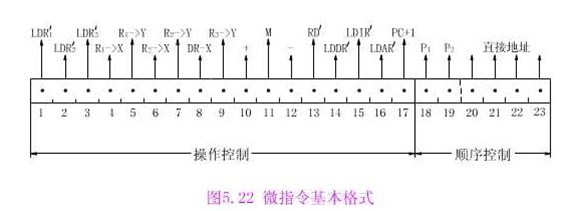 LDR₁′ LDR₃′ R₁->Y R₂->Y R₃->Y M RD′ LDIR′ PC+1
LDR₂′ R₁->X R₂->X DR-X + - LDDR′ LDAR′ P₁ P₂ 直接地址
1 2 3 4 5 6 7 8 9 10 11 12 13 14 15 16 17 18 19 20 21 22 23
操作控制 顺序控制
图5.22 微指令基本格式